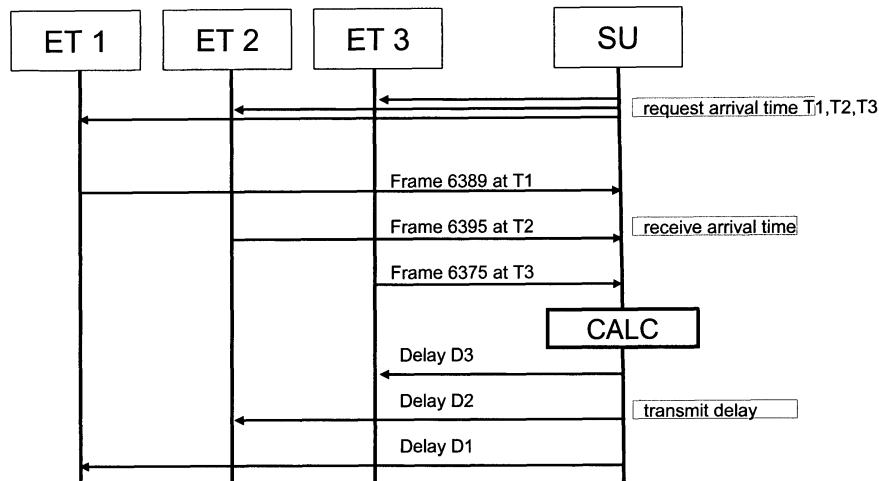 ET 1
ET 2
ET 3
SU
request arrival time T1,T2,T3
Frame 6389 at T1
Frame 6395 at T2
receive arrival time
Frame 6375 at T3
CALC
Delay D3
Delay D2
transmit delay
Delay D1